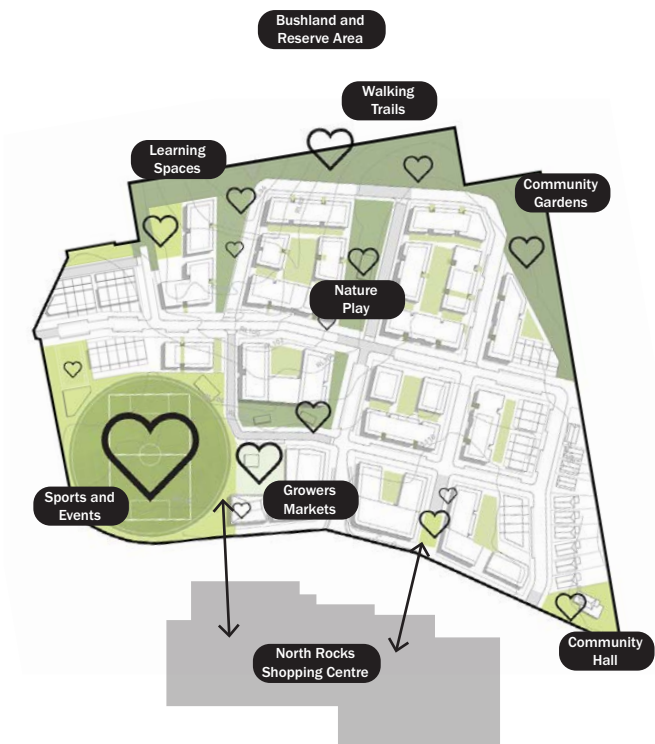 Bushland and
Reserve Area
Walking
Trails
Learning
Spaces
Community
Gardens
Nature
Play
Sports and
Events
Growers
Markets
North Rocks
Shopping Centre
Community
Hall